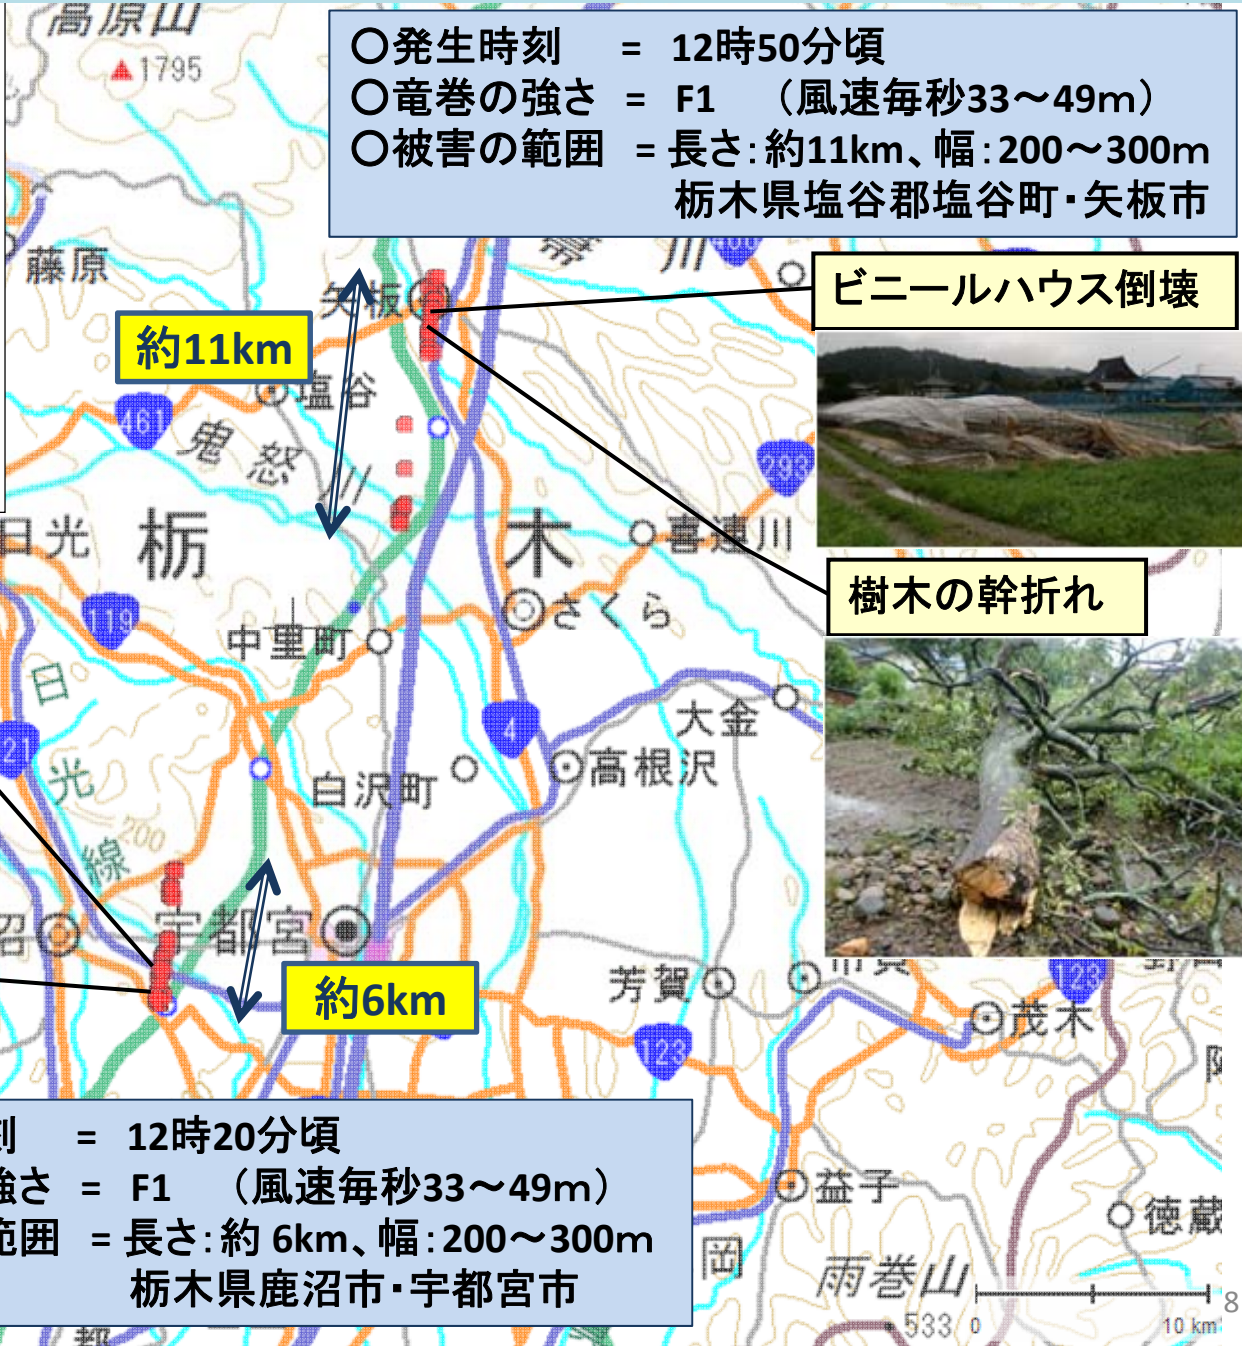 高原山
1795
○発生時刻 = 12時50分頃
○竜巻の強さ = F1 （風速毎秒33～49m）
○被害の範囲 = 長さ：約11km、幅：200～300m
栃木県塩谷郡塩谷町・矢板市
藤原
矢板
川
ビニールハウス倒壊
約11km
塩谷
461
鬼怒川
293
日光
栃木
喜連川
樹木の幹折れ
119
さくら
中里町
日光線
大金
4
21
白沢町
高根沢
200
沼
宇都宮
約6km
芳賀
市貝
123
茂木
123
刻 = 12時20分頃
強さ = F1 （風速毎秒33～49m）
範囲 = 長さ：約 6km、幅：200～300m
栃木県鹿沼市・宇都宮市
益子
徳蔵
岡
雨巻山
533
0
10 km
8
都